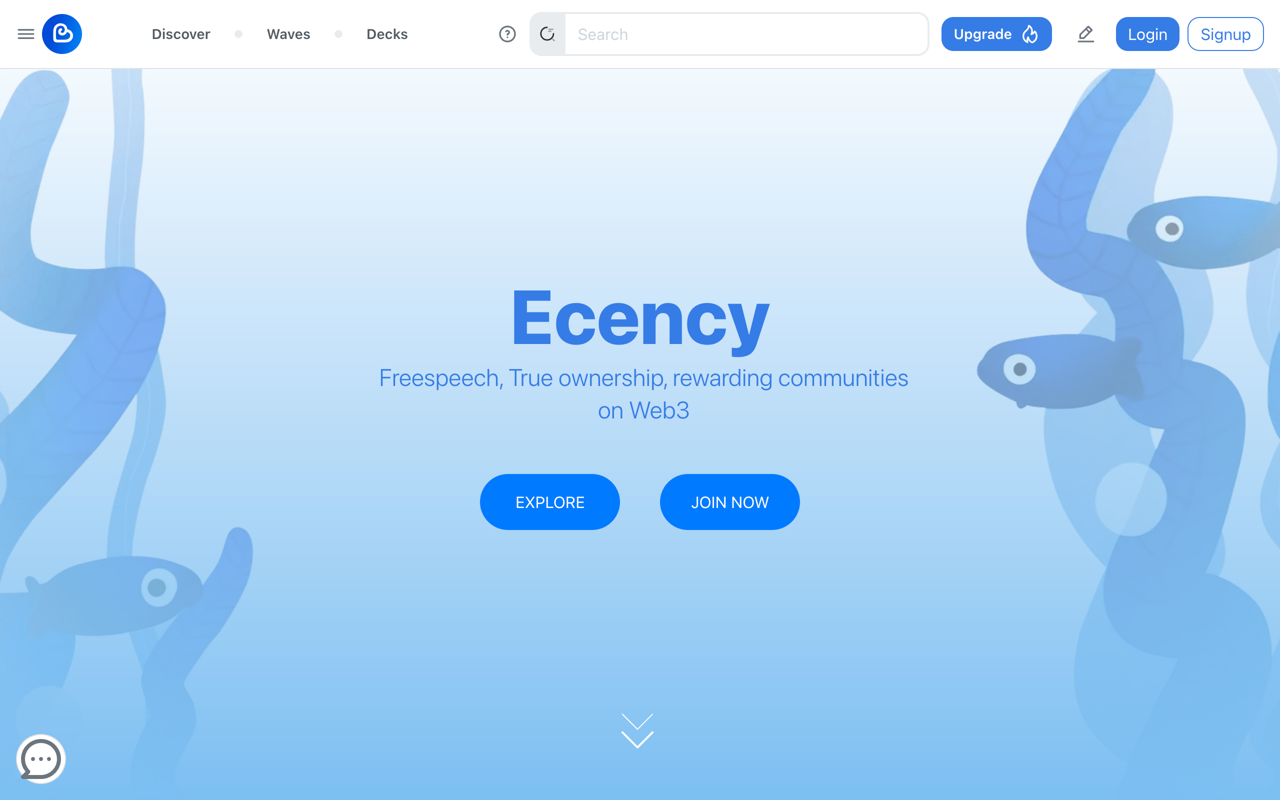 Discover
Waves
Decks
Search
Upgrade
Login
Signup
Ecency
Freespeech, True ownership, rewarding communities
on Web3
EXPLORE
JOIN NOW